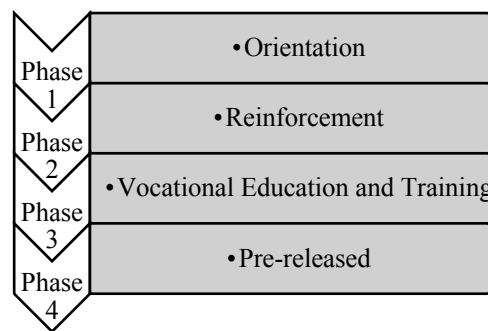 Phase
1
•Orientation
Phase
2
•Reinforcement
Phase
3
•Vocational Education and Training
Phase
4
•Pre-released